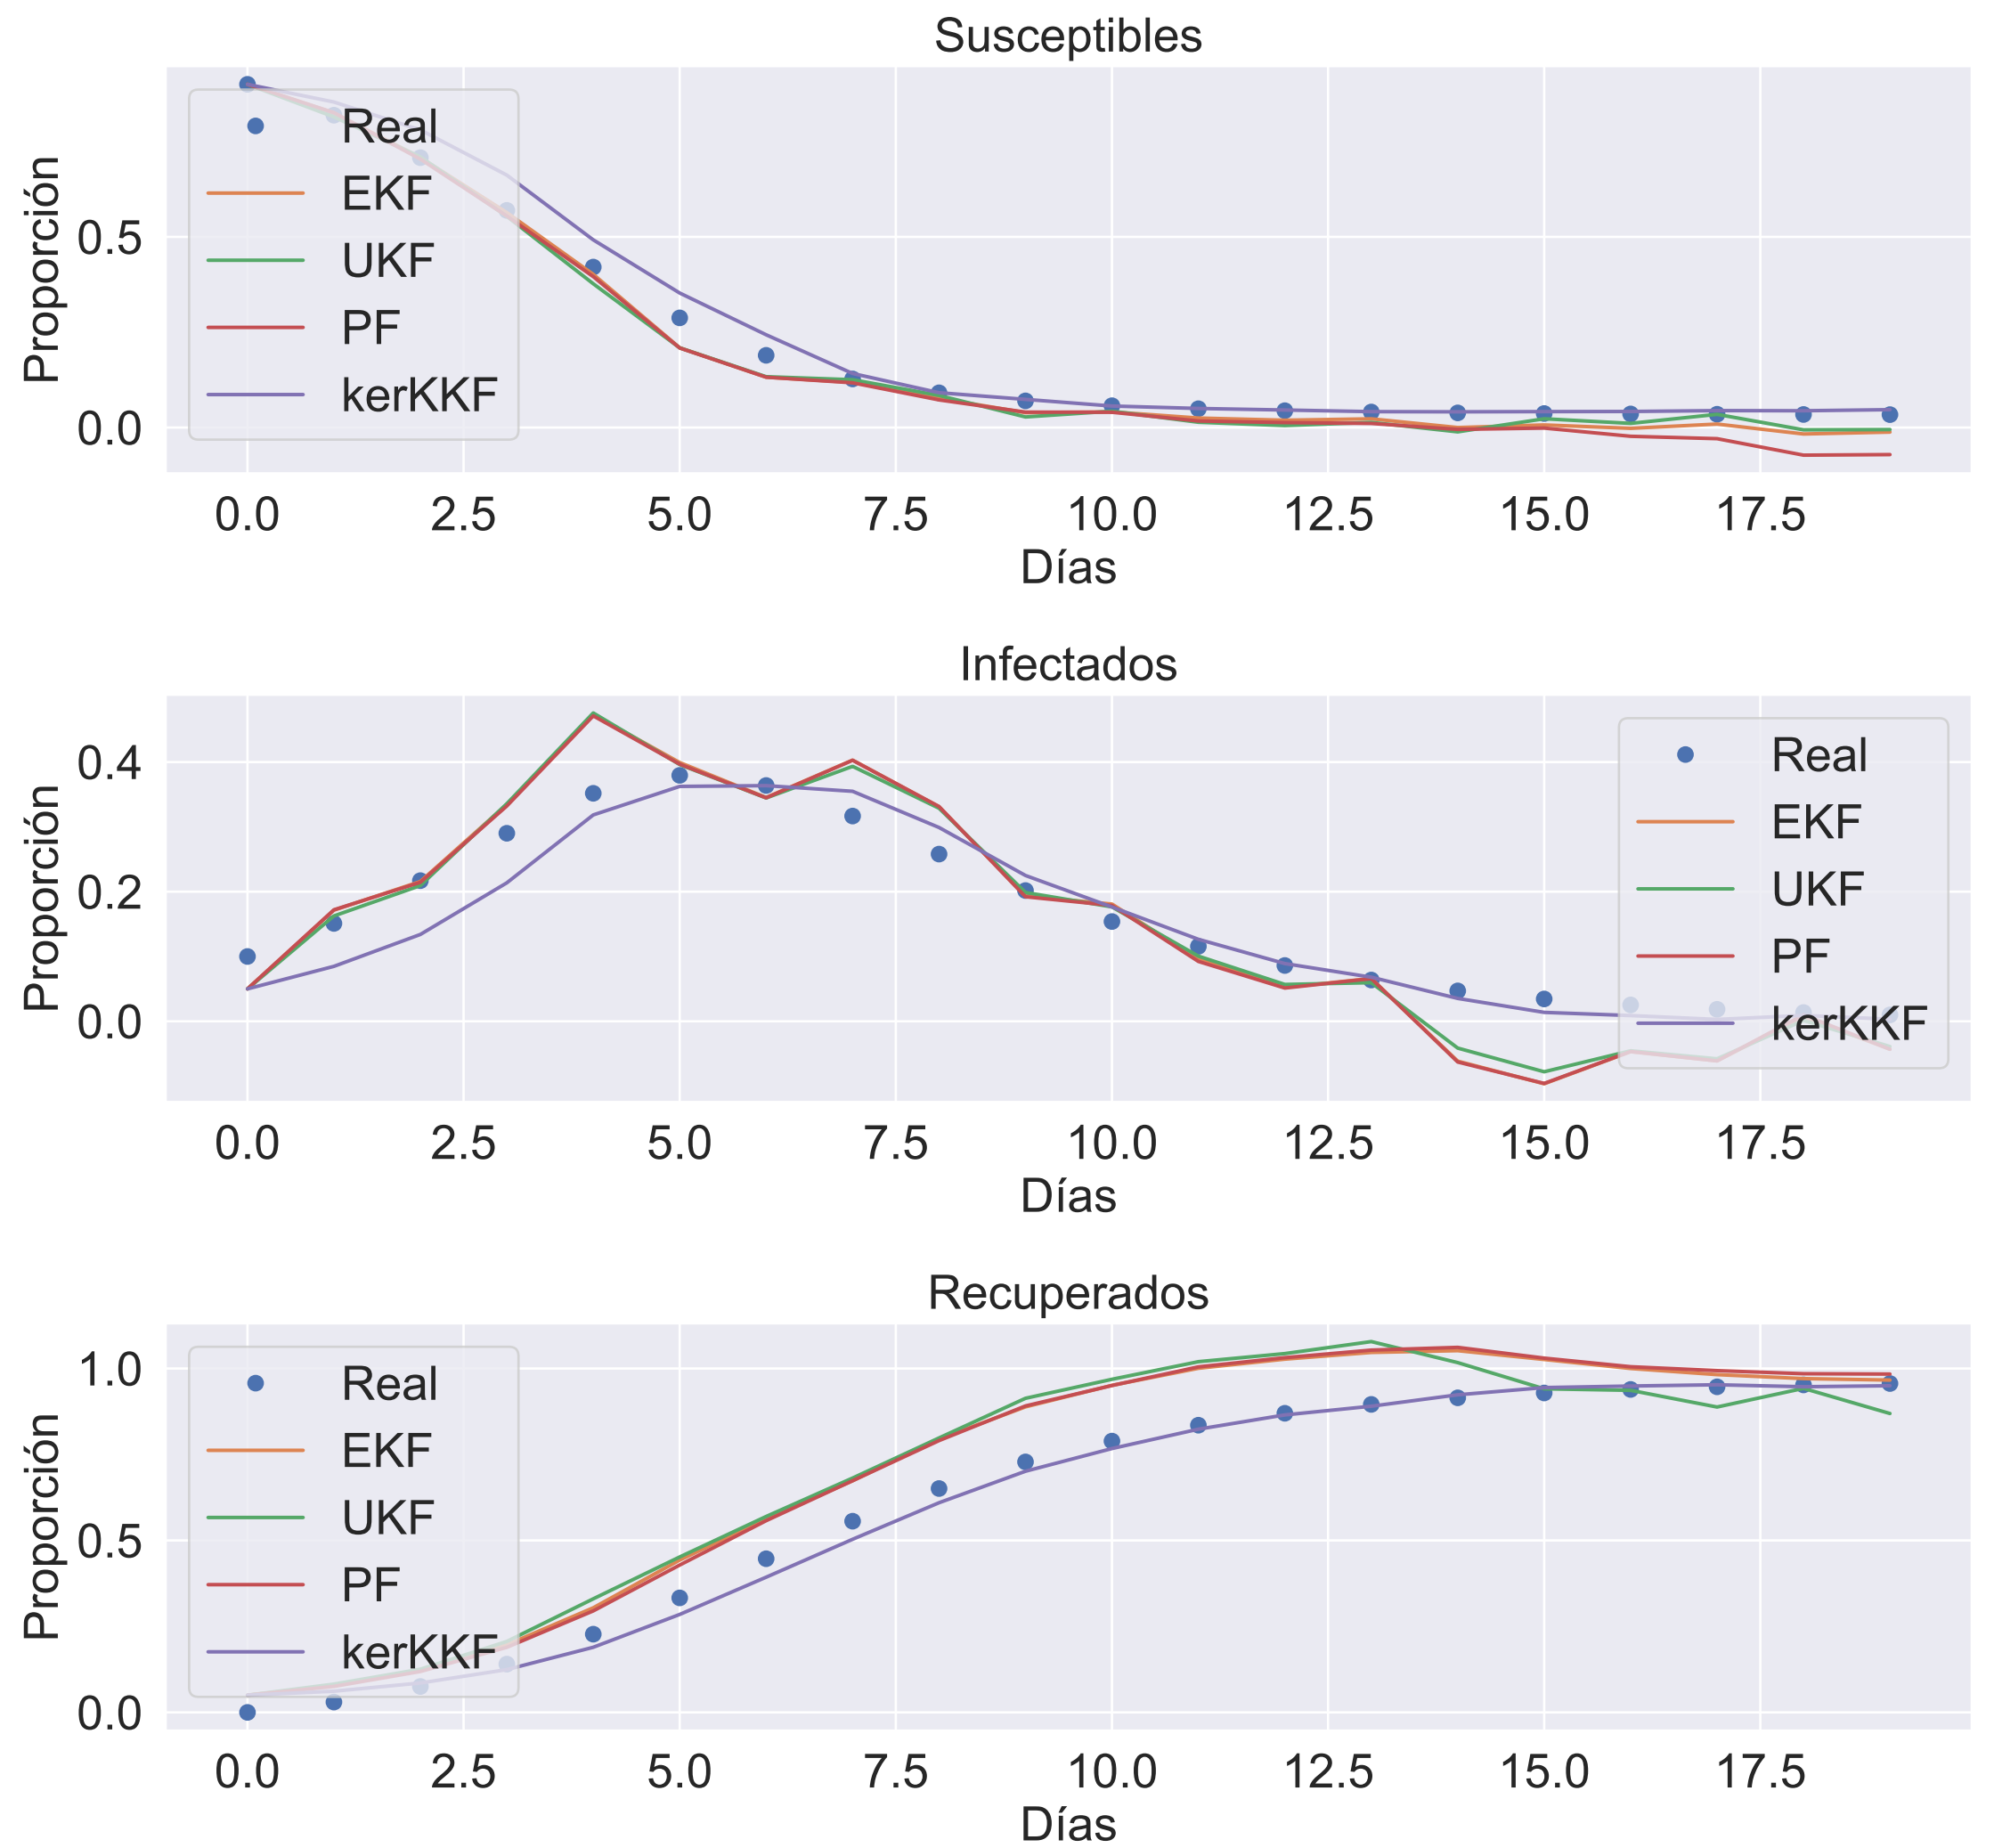 Susceptibles
Proporción
0.5
0.0
Real
EKF
UKF
PF
kerKKF
0.0 2.5 5.0 7.5 10.0 12.5 15.0 17.5
Días
Infectados
Proporción
0.4
0.2
0.0
Real
EKF
UKF
PF
kerKKF
0.0 2.5 5.0 7.5 10.0 12.5 15.0 17.5
Días
Recuperados
Proporción
1.0
0.5
0.0
Real
EKF
UKF
PF
kerKKF
0.0 2.5 5.0 7.5 10.0 12.5 15.0 17.5
Días